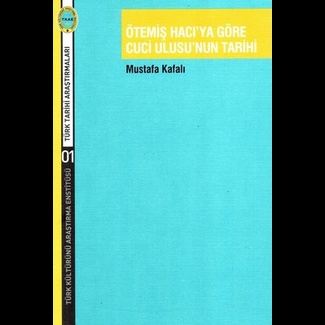 ÖTEMİŞ HACI'YA GÖRE
CUCİ ULUSU'NUN TARİHİ
Mustafa Kafalı
TÜRK KÜLTÜRÜNÜ ARAŞTIRMA ENSTİTÜSÜ
01
TÜRK TARİHİ ARAŞTIRMALARI